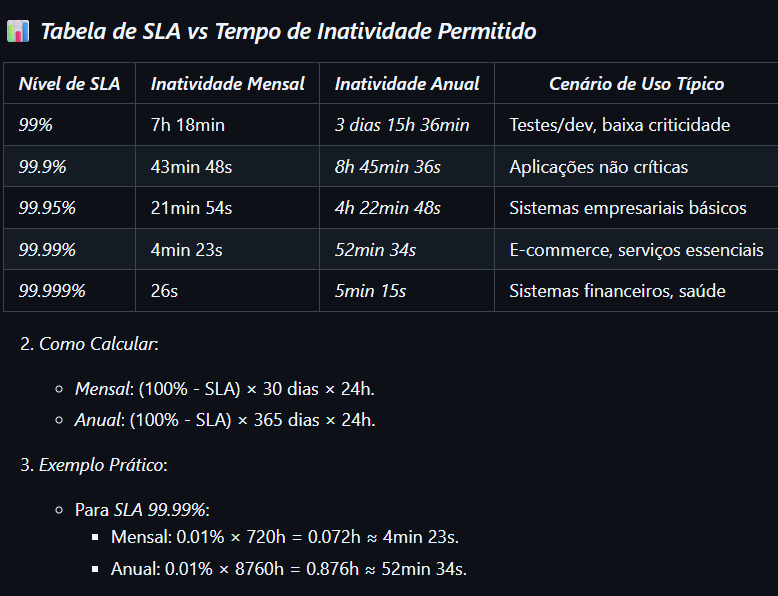 📊 Tabela de SLA vs Tempo de Inatividade Permitido
Nível de SLA Inatividade Mensal Inatividade Anual Cenário de Uso Típico
99% 7h 18min 3 dias 15h 36min Testes/dev, baixa criticidade
99.9% 43min 48s 8h 45min 36s Aplicações não críticas
99.95% 21min 54s 4h 22min 48s Sistemas empresariais básicos
99.99% 4min 23s 52min 34s E-commerce, serviços essenciais
99.999% 26s 5min 15s Sistemas financeiros, saúde
2. Como Calcular:
◦ Mensal: (100% - SLA) × 30 dias × 24h.
◦ Anual: (100% - SLA) × 365 dias × 24h.
3. Exemplo Prático:
◦ Para SLA 99.99%:
▪ Mensal: 0.01% × 720h = 0.072h ≈ 4min 23s.
▪ Anual: 0.01% × 8760h = 0.876h ≈ 52min 34s.